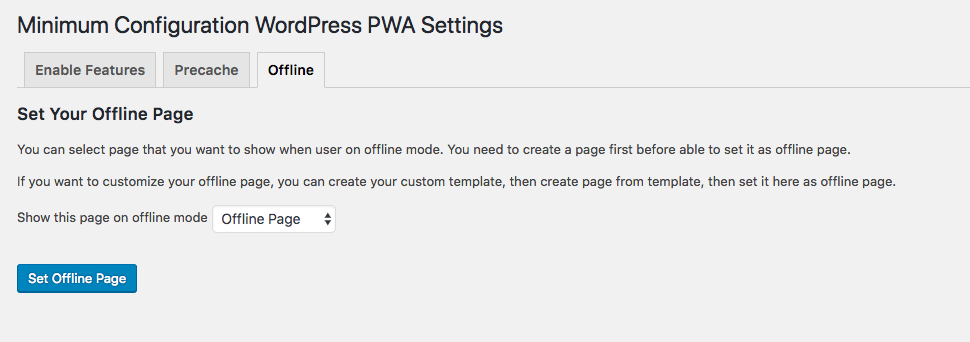 Minimum Configuration WordPress PWA Settings
Enable Features Precache Offline
Set Your Offline Page
You can select page that you want to show when user on offline mode. You need to create a page first before able to set it as offline page.
If you want to customize your offline page, you can create your custom template, then create page from template, then set it here as offline page.
Show this page on offline mode Offline Page
Set Offline Page